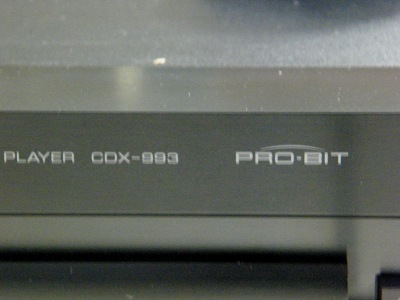 PLAYER CDX-993 PRO·BIT